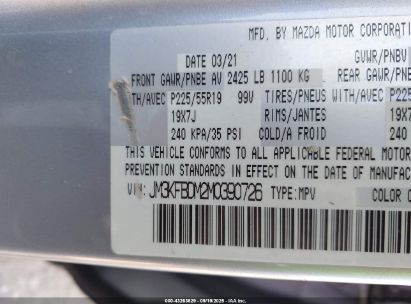 MFD. BY MAZDA MOTOR CORPORATIO
DATE 03/21 GVWR/PNBV
FRONT GAWR/PNBE AV 2425 LB 1100 KG REAR GAWR/PNB
TH/AVEC P225/55R19 99V TIRES/PNEUS WITH/AVEC P225
19X7J RIMS/JANTES 19X7
240 KPA/35 PSI COLD/A FROID 240
THIS VEHICLE CONFORMS TO ALL APPLICABLE FEDERAL MOTOR
PREVENTION STANDARDS IN EFFECT ON THE DATE OF MANUFAC
VIN: JM3KFBDM2M0390726 TYPE:MPV COLOR C